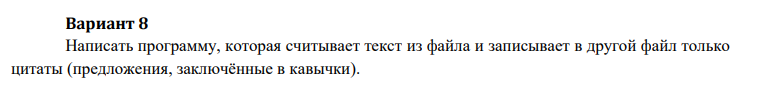 Вариант 8
Написать программу, которая считывает текст из файла и записывает в другой файл только
цитаты (предложения, заключённые в кавычки).